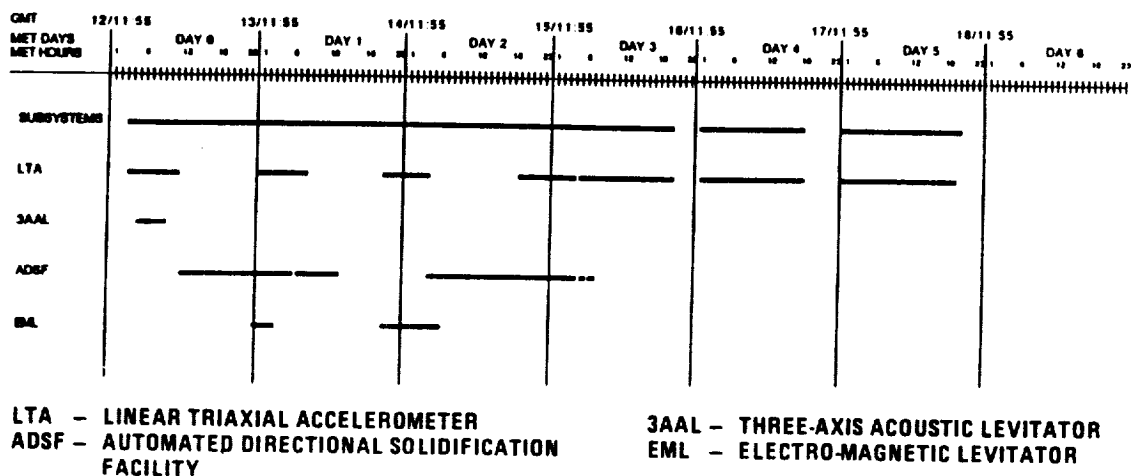 GMT 12/11:55 13/11:55 14/11:55 15/11:55 16/11:55 17/11:55 18/11:55
MET DAYS DAY 0 DAY 1 DAY 2 DAY 3 DAY 4 DAY 5 DAY 6
MET HOURS
SUBSYSTEMS
LTA
3AAL
ADSF
EML
LTA – LINEAR TRIAXIAL ACCELEROMETER
ADSF – AUTOMATED DIRECTIONAL SOLIDIFICATION
FACILITY
3AAL – THREE-AXIS ACOUSTIC LEVITATOR
EML – ELECTRO-MAGNETIC LEVITATOR